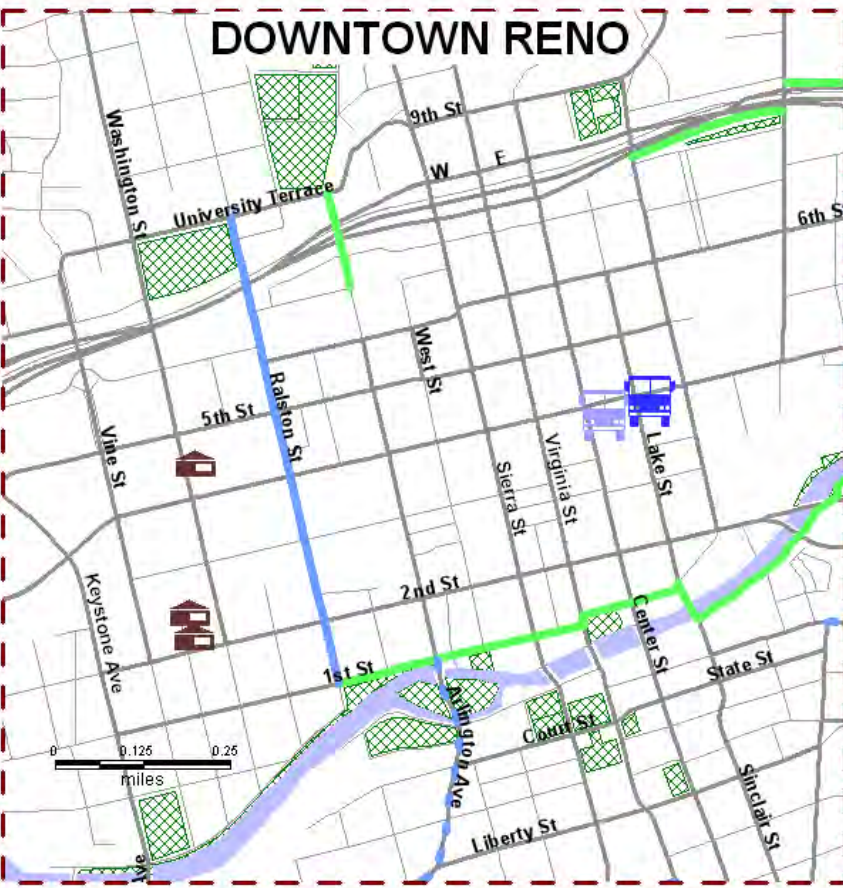 DOWNTOWN RENO
9th St
Washington St
W
E
University Terrace
6th S
West St
Ralston St
5th St
Vine St
Lake St
Virginia St
Sierra St
2nd St
Keystone Ave
Center St
1st St
State St
Arlington Ave
Court St
0 0.125 0.25
miles
Sinclair St
Liberty St
Ave